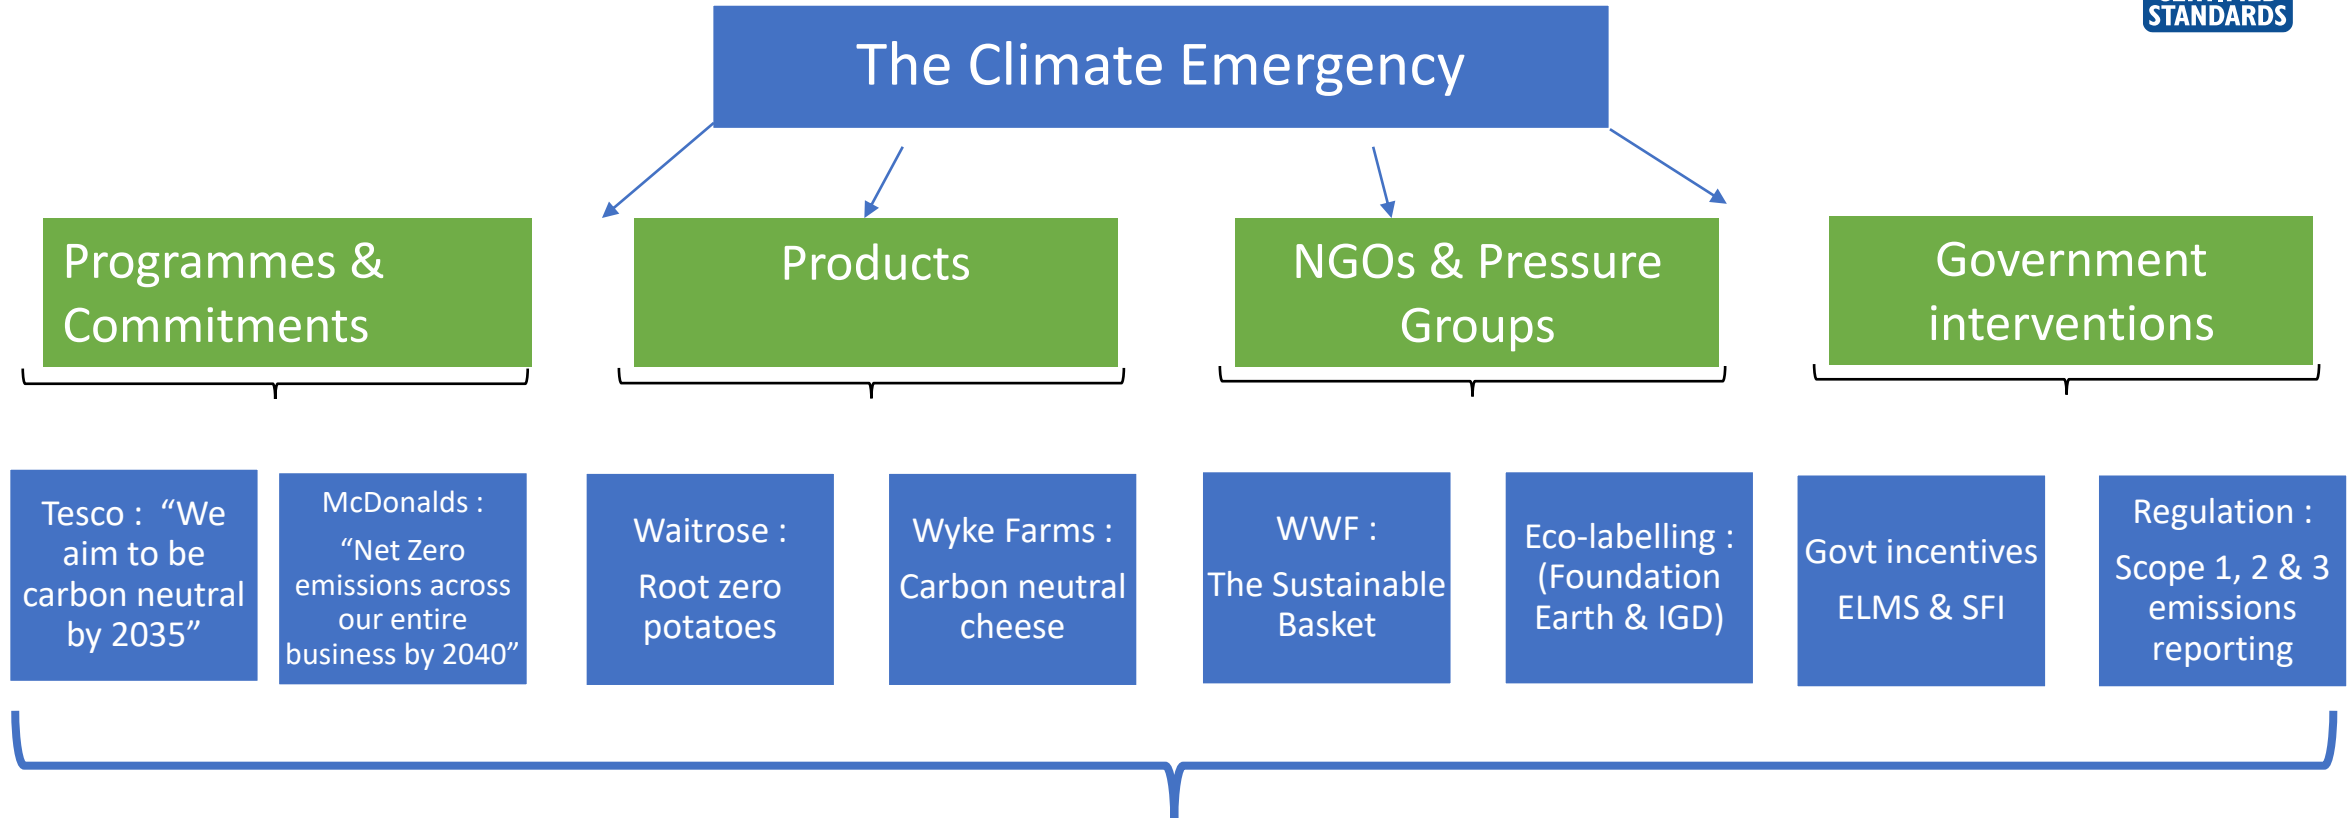 STANDARDS
The Climate Emergency
Programmes &
Commitments
Products
NGOs & Pressure
Groups
Government
interventions
Tesco :  “We
aim to be
carbon neutral
by 2035”
McDonalds :
“Net Zero
emissions across
our entire
business by 2040”
Waitrose :
Root zero
potatoes
Wyke Farms :
Carbon neutral
cheese
WWF :
The Sustainable
Basket
Eco-labelling :
(Foundation
Earth & IGD)
Govt incentives
ELMS & SFI
Regulation :
Scope 1, 2 & 3
emissions
reporting